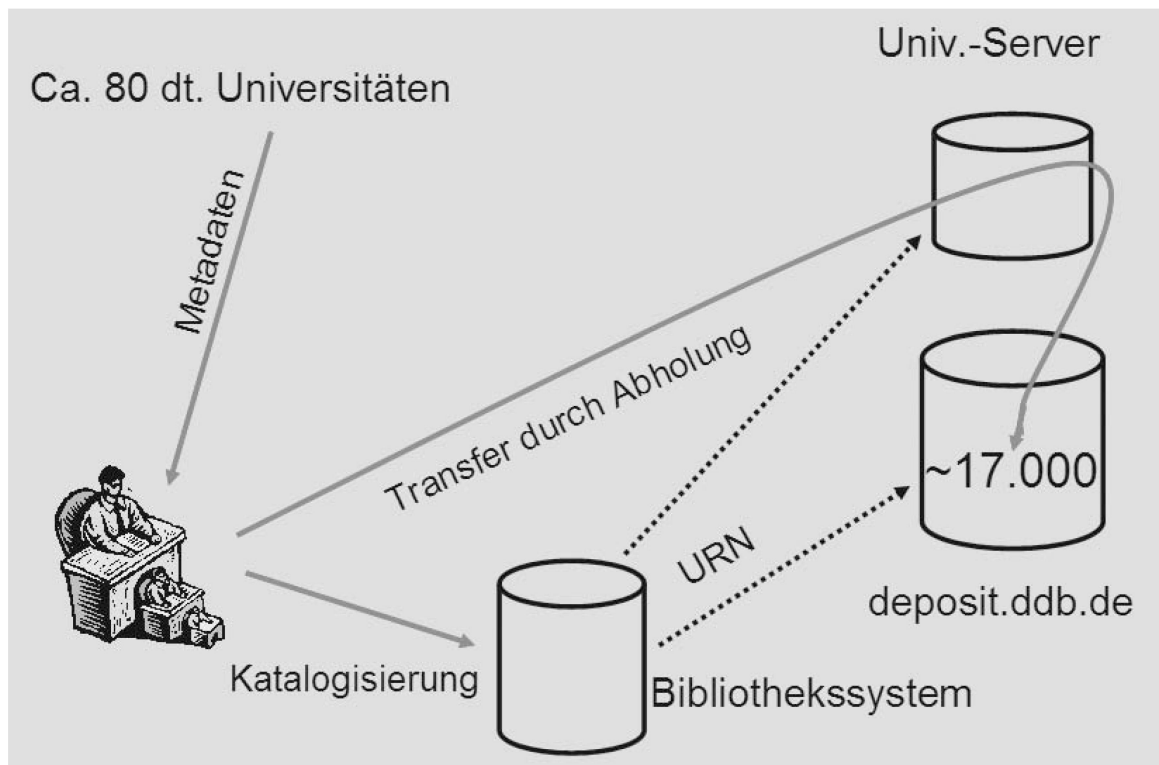 Univ.-Server
Ca. 80 dt. Universitäten
Metadaten
Transfer durch Abholung
~17.000
URN
deposit.ddb.de
Katalogisierung
Bibliothekssystem